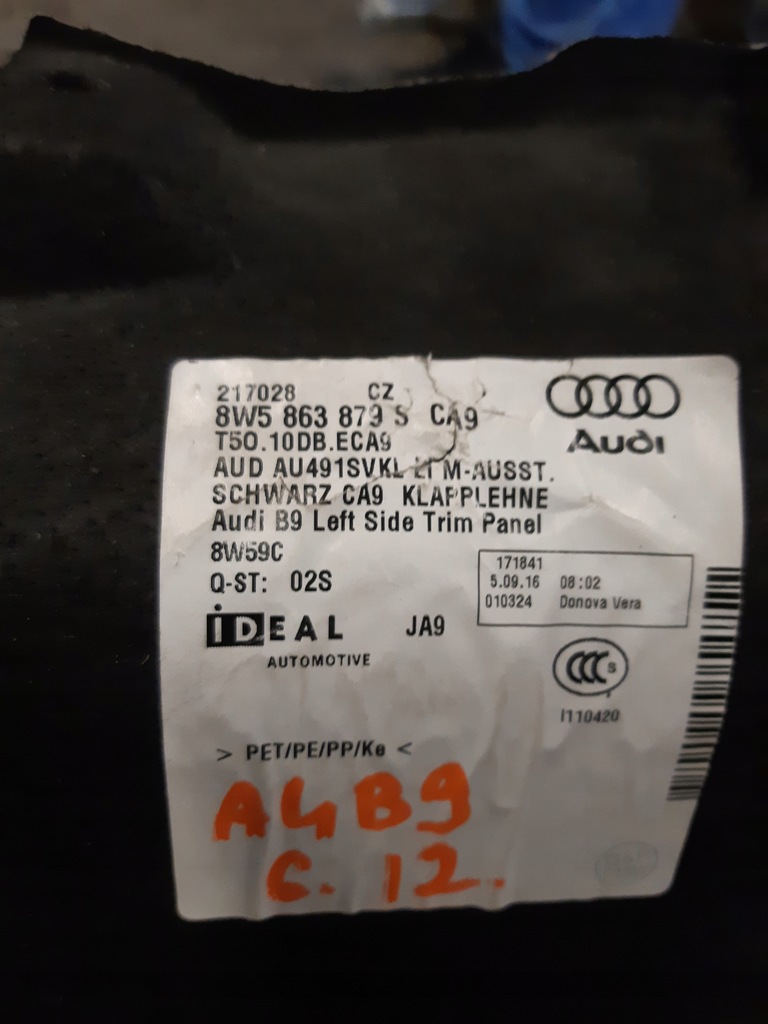 217028 CZ
8W5 863 879 S CA9
T50.10DB.ECA9
AUD AU491SVKL M-AUSST.
SCHWARZ CA9 KLAPPLEHNE
Audi B9 Left Side Trim Panel
8W59C
Q-ST: 02S
Audi
171841
5.09.16 08:02
010324 Donova Vera
IDEAL JA9
AUTOMOTIVE
CCC S
I110420
> PET/PE/PP/Ke <
A4B9
C. 12.